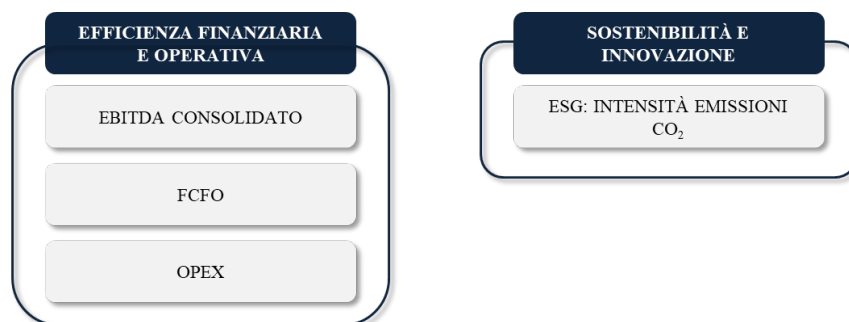 EFFICIENZA FINANZIARIA
E OPERATIVA
EBITDA CONSOLIDATO
FCFO
OPEX
SOSTENIBILITÀ E
INNOVAZIONE
ESG: INTENSITÀ EMISSIONI
CO₂